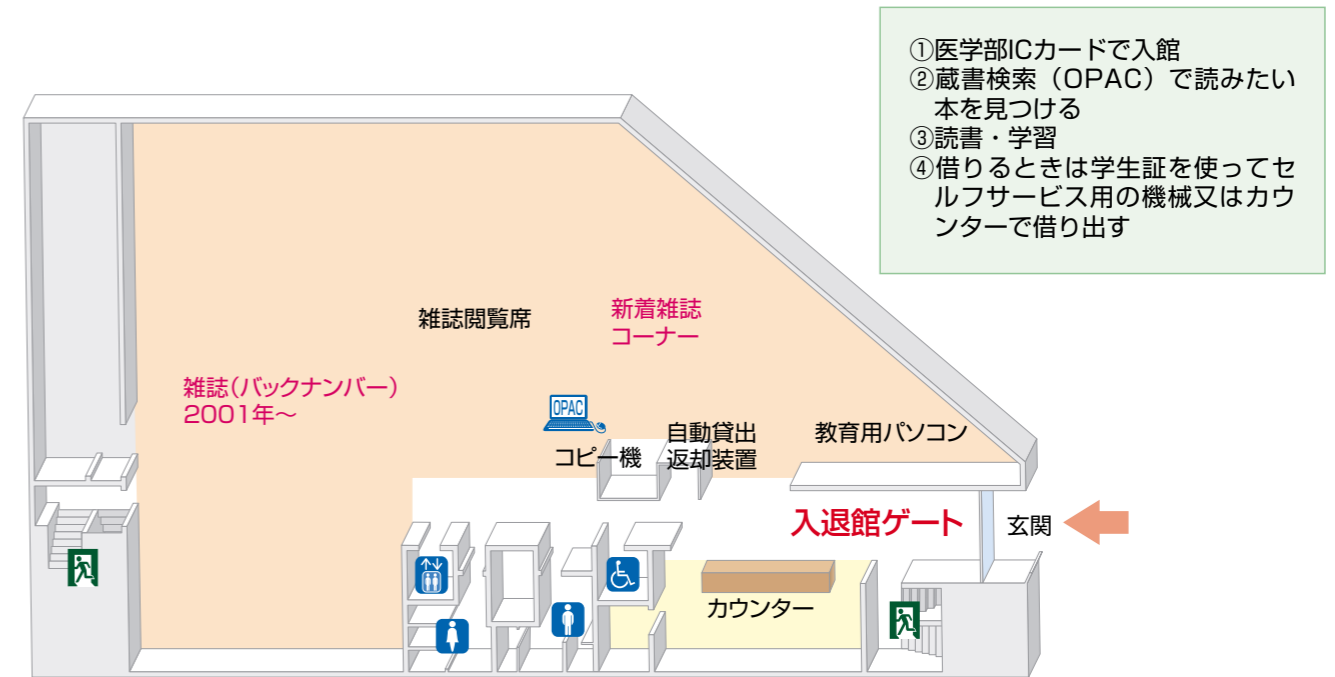 ①医学部ICカードで入館
②蔵書検索（OPAC）で読みたい
本を見つける
③読書・学習
④借りるときは学生証を使ってセ
ルフサービス用の機械又はカウ
ンターで借り出す
雑誌閲覧席
新着雑誌
コーナー
雑誌（バックナンバー）
2001年～
OPAC
コピー機
自動貸出
返却装置
教育用パソコン
入退館ゲート
玄関
カウンター